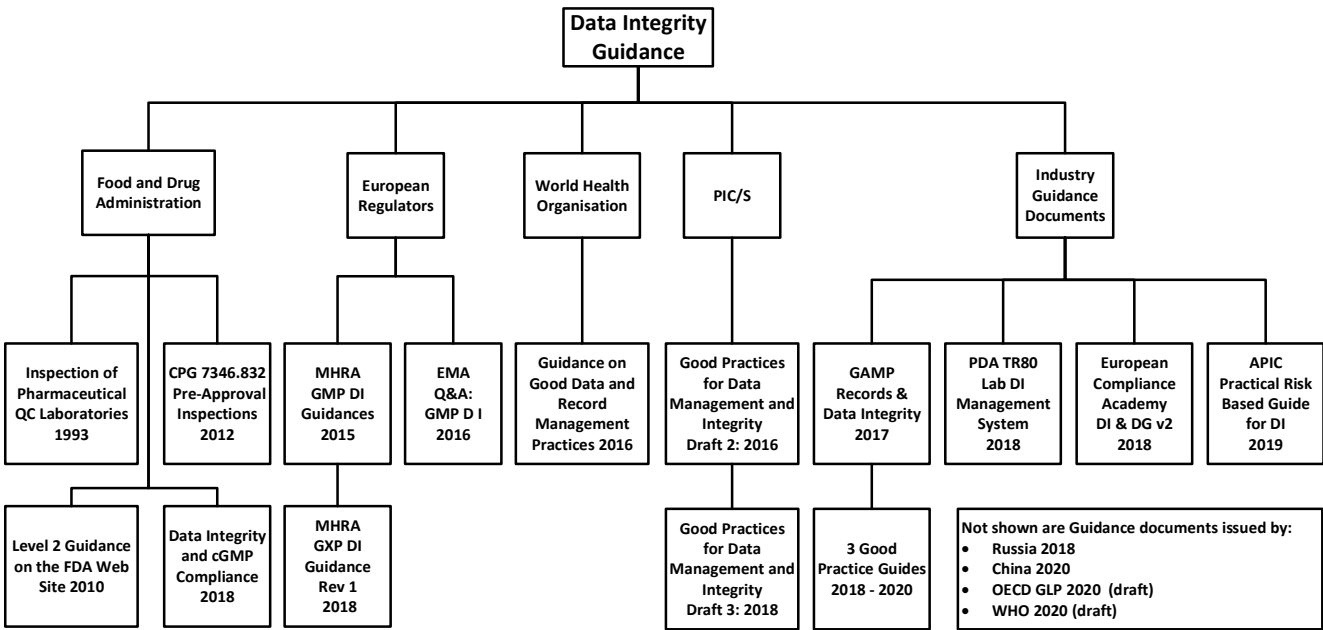 Data Integrity
Guidance
Food and Drug
Administration
European
Regulators
World Health
Organisation
PIC/S
Industry
Guidance
Documents
Inspection of
Pharmaceutical
QC Laboratories
1993
CPG 7346.832
Pre-Approval
Inspections
2012
MHRA
GMP DI
Guidances
2015
EMA
Q&A:
GMP D I
2016
Guidance on
Good Data and
Record
Management
Practices 2016
Good Practices
for Data
Management and
Integrity
Draft 2: 2016
GAMP
Records &
Data Integrity
2017
PDA TR80
Lab DI
Management
System
2018
European
Compliance
Academy
DI & DG v2
2018
APIC
Practical Risk
Based Guide
for DI
2019
Level 2 Guidance
on the FDA Web
Site 2010
Data Integrity
and cGMP
Compliance
2018
MHRA
GXP DI
Guidance
Rev 1
2018
Good Practices
for Data
Management and
Integrity
Draft 3: 2018
3 Good
Practice Guides
2018 - 2020
Not shown are Guidance documents issued by:
• Russia 2018
• China 2020
• OECD GLP 2020 (draft)
• WHO 2020 (draft)